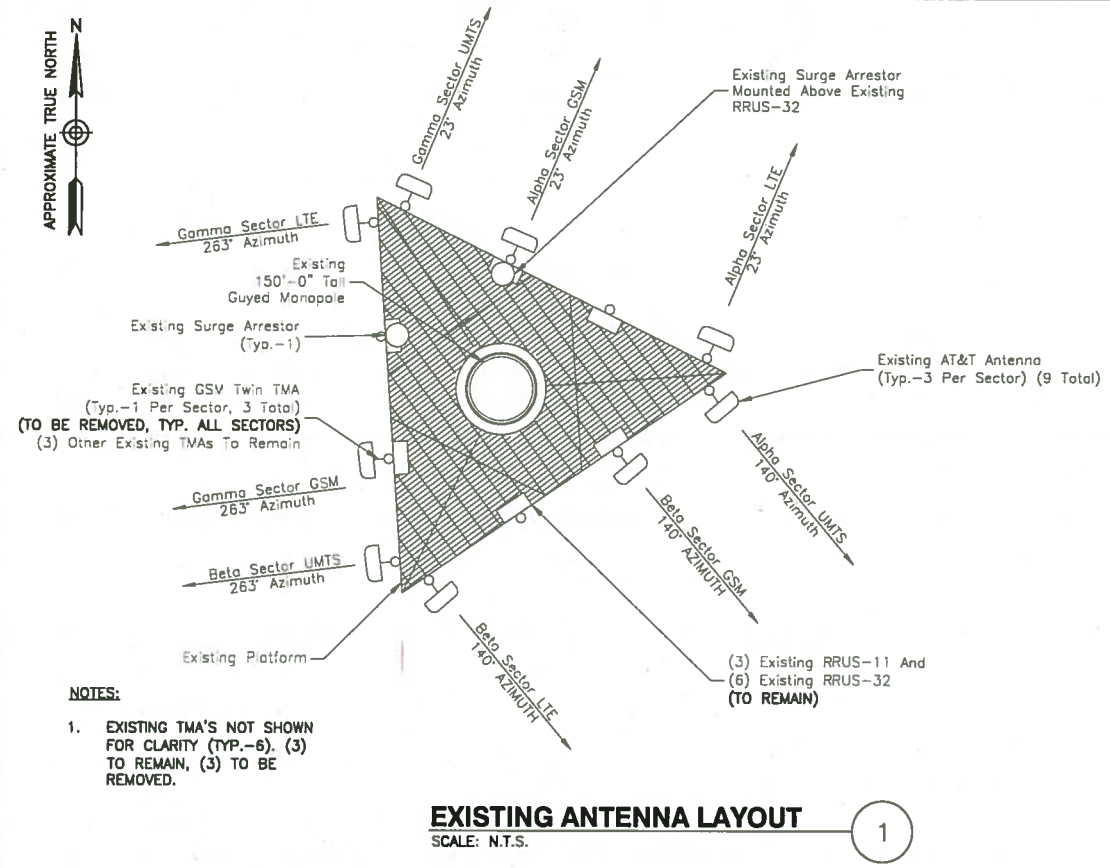 N
APPROXIMATE TRUE NORTH
Gamma Sector UMTS
23° Azimuth
Alpha Sector GSM
23° Azimuth
Alpha Sector LTE
23° Azimuth
Existing Surge Arrestor
Mounted Above Existing
RRUS-32
Gamma Sector LTE
263° Azimuth
Existing
150'-0" Tall
Guyed Monopole
Existing Surge Arrestor
(Typ.-1)
Existing GSV Twin TMA
(Typ.-1 Per Sector, 3 Total)
(TO BE REMOVED, TYP. ALL SECTORS)
(3) Other Existing TMAs To Remain
Existing AT&T Antenna
(Typ.-3 Per Sector) (9 Total)
Gamma Sector GSM
263° Azimuth
Alpha Sector UMTS
140° Azimuth
Beta Sector GSM
140° AZIMUTH
Beta Sector UMTS
263° Azimuth
Beta Sector LTE
140° AZIMUTH
Existing Platform
(3) Existing RRUS-11 And
(6) Existing RRUS-32
(TO REMAIN)
NOTES:
1. EXISTING TMA'S NOT SHOWN
FOR CLARITY (TYP.-6). (3)
TO REMAIN, (3) TO BE
REMOVED.
EXISTING ANTENNA LAYOUT
SCALE: N.T.S.
1